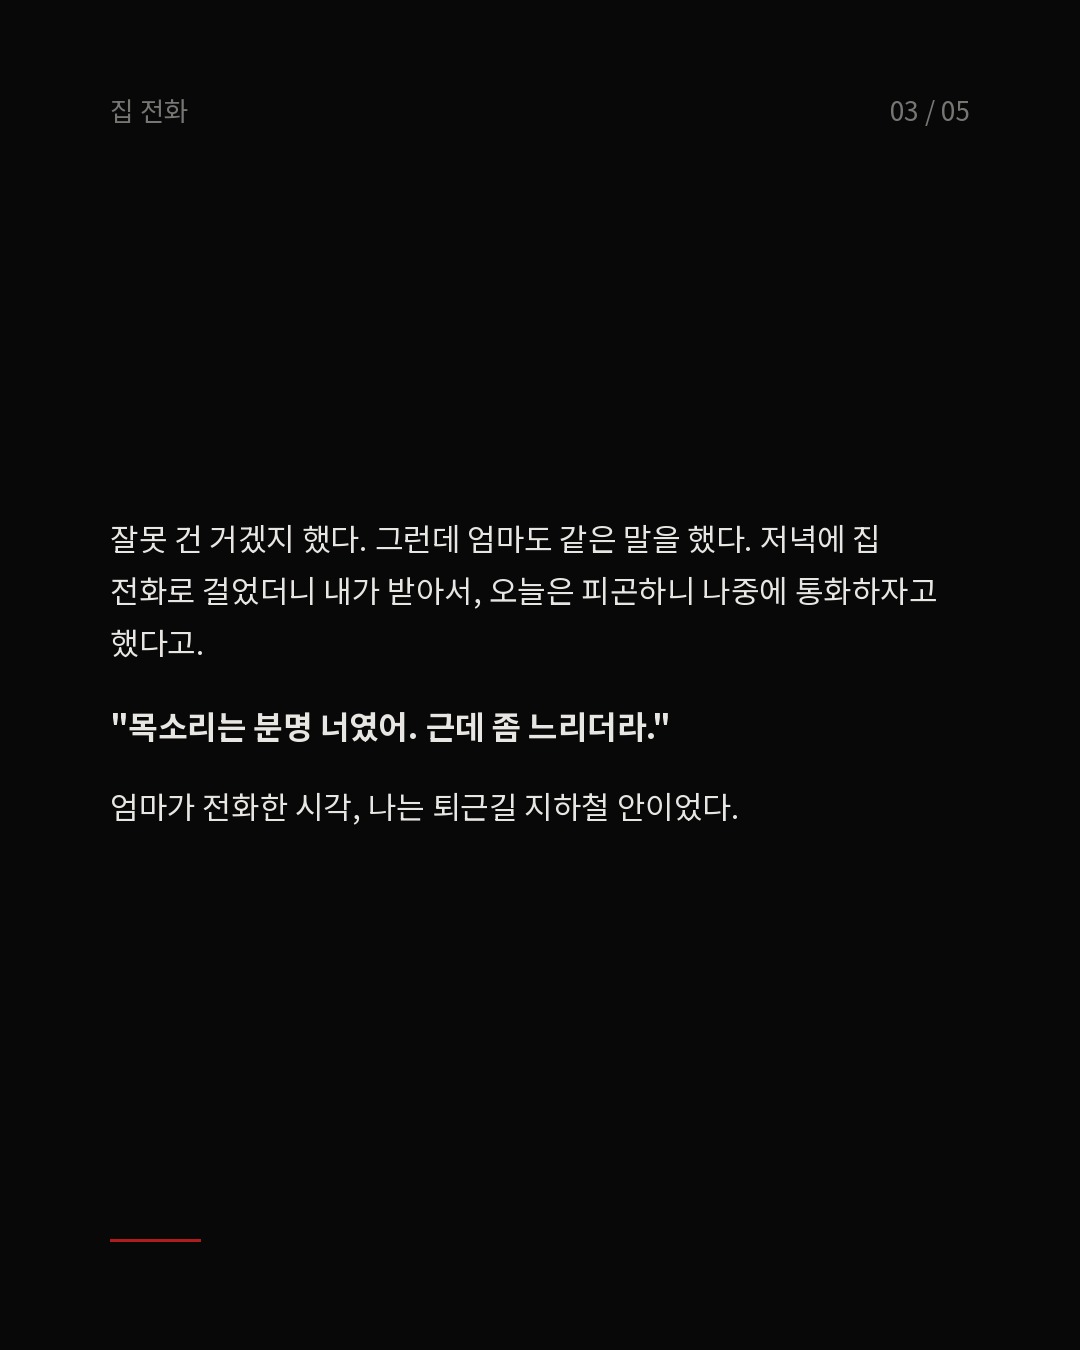 집 전화
03 / 05
잘못 건 거겠지 했다. 그런데 엄마도 같은 말을 했다. 저녁에 집
전화로 걸었더니 내가 받아서, 오늘은 피곤하니 나중에 통화하자고
했다고.
"목소리는 분명 너였어. 근데 좀 느리더라."
엄마가 전화한 시각, 나는 퇴근길 지하철 안이었다.